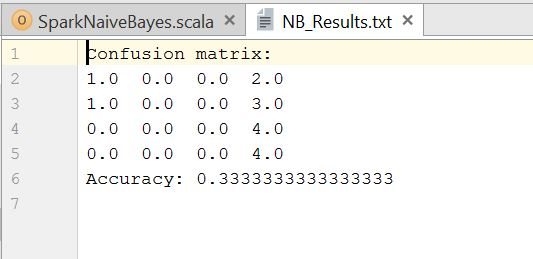 SparkNaiveBayes.scala × NB_Results.txt ×
1 Confusion matrix:
2 1.0 0.0 0.0 2.0
3 1.0 0.0 0.0 3.0
4 0.0 0.0 0.0 4.0
5 0.0 0.0 0.0 4.0
6 Accuracy: 0.3333333333333333
7